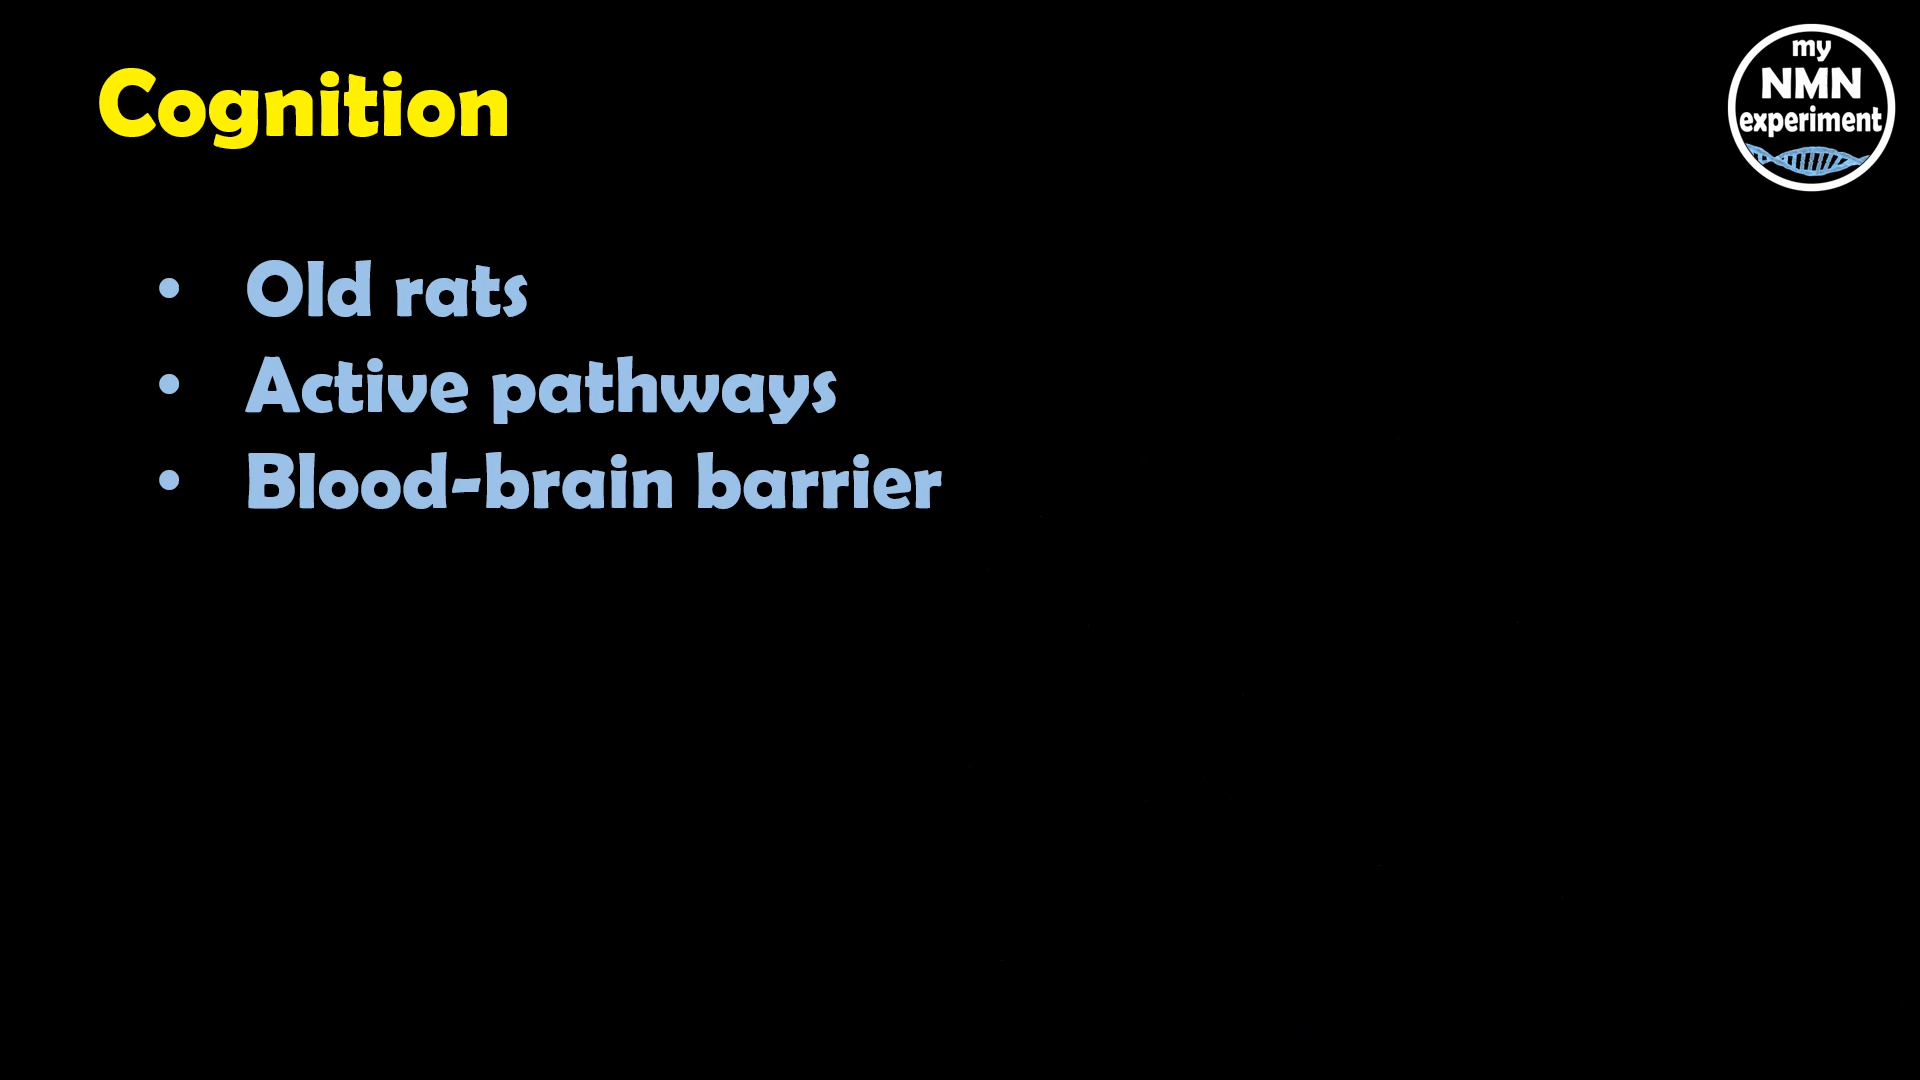 Cognition
my
NMN
experiment
• Old rats
• Active pathways
• Blood-brain barrier